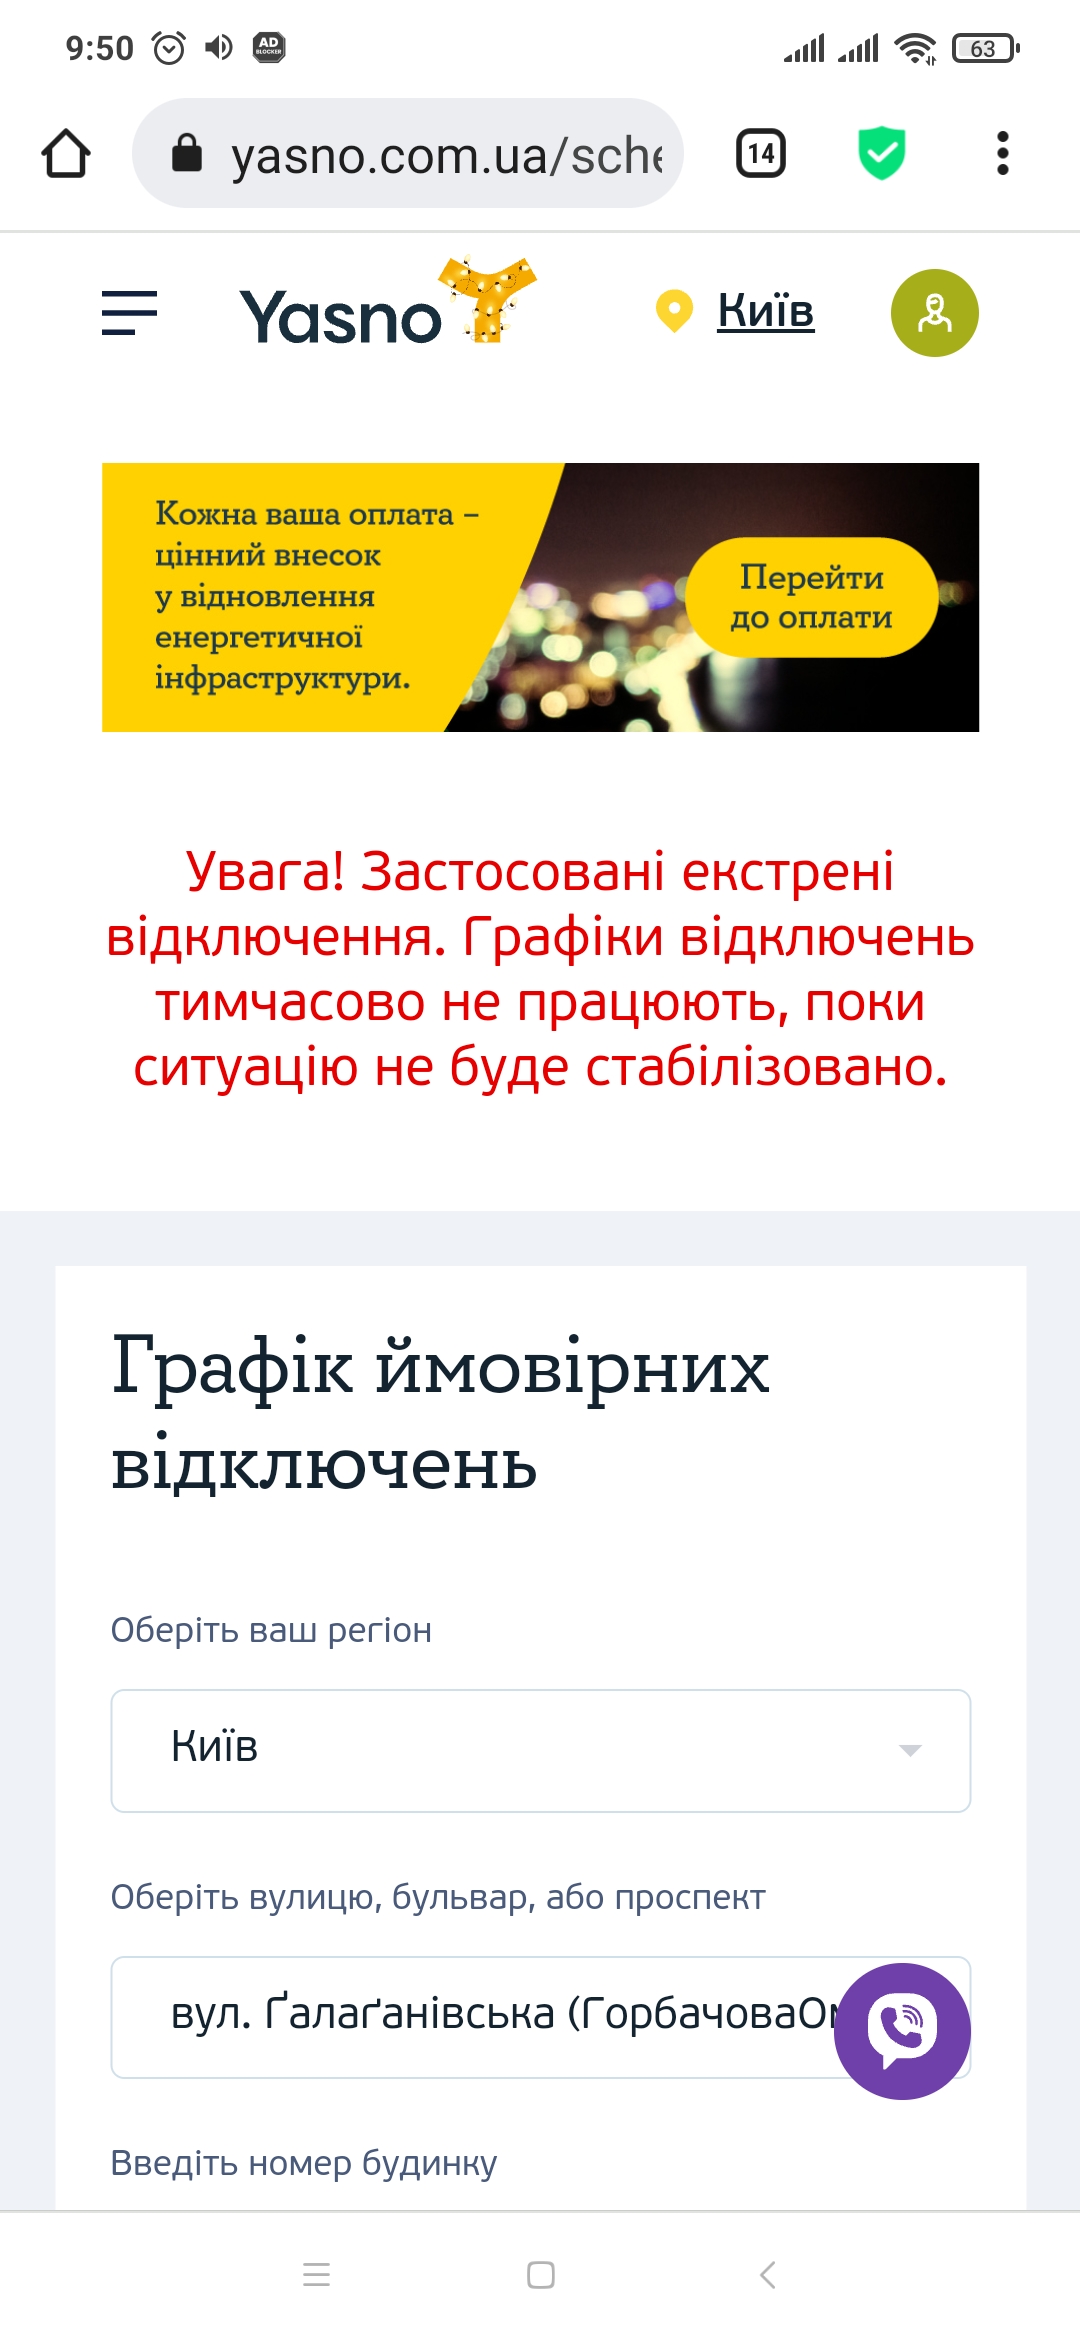 9:50
AD
BLOCKER
63
yasno.com.ua/sche
14
Yasno
Київ
Кожна ваша оплата –
цінний внесок
у відновлення
енергетичної
інфраструктури.
Перейти
до оплати
Увага! Застосовані екстрені
відключення. Графіки відключень
тимчасово не працюють, поки
ситуацію не буде стабілізовано.
Графік ймовірних
відключень
Оберіть ваш регіон
Київ
Оберіть вулицю, бульвар, або проспект
вул. Ґалаґанівська (ГорбачоваОм
Введіть номер будинку